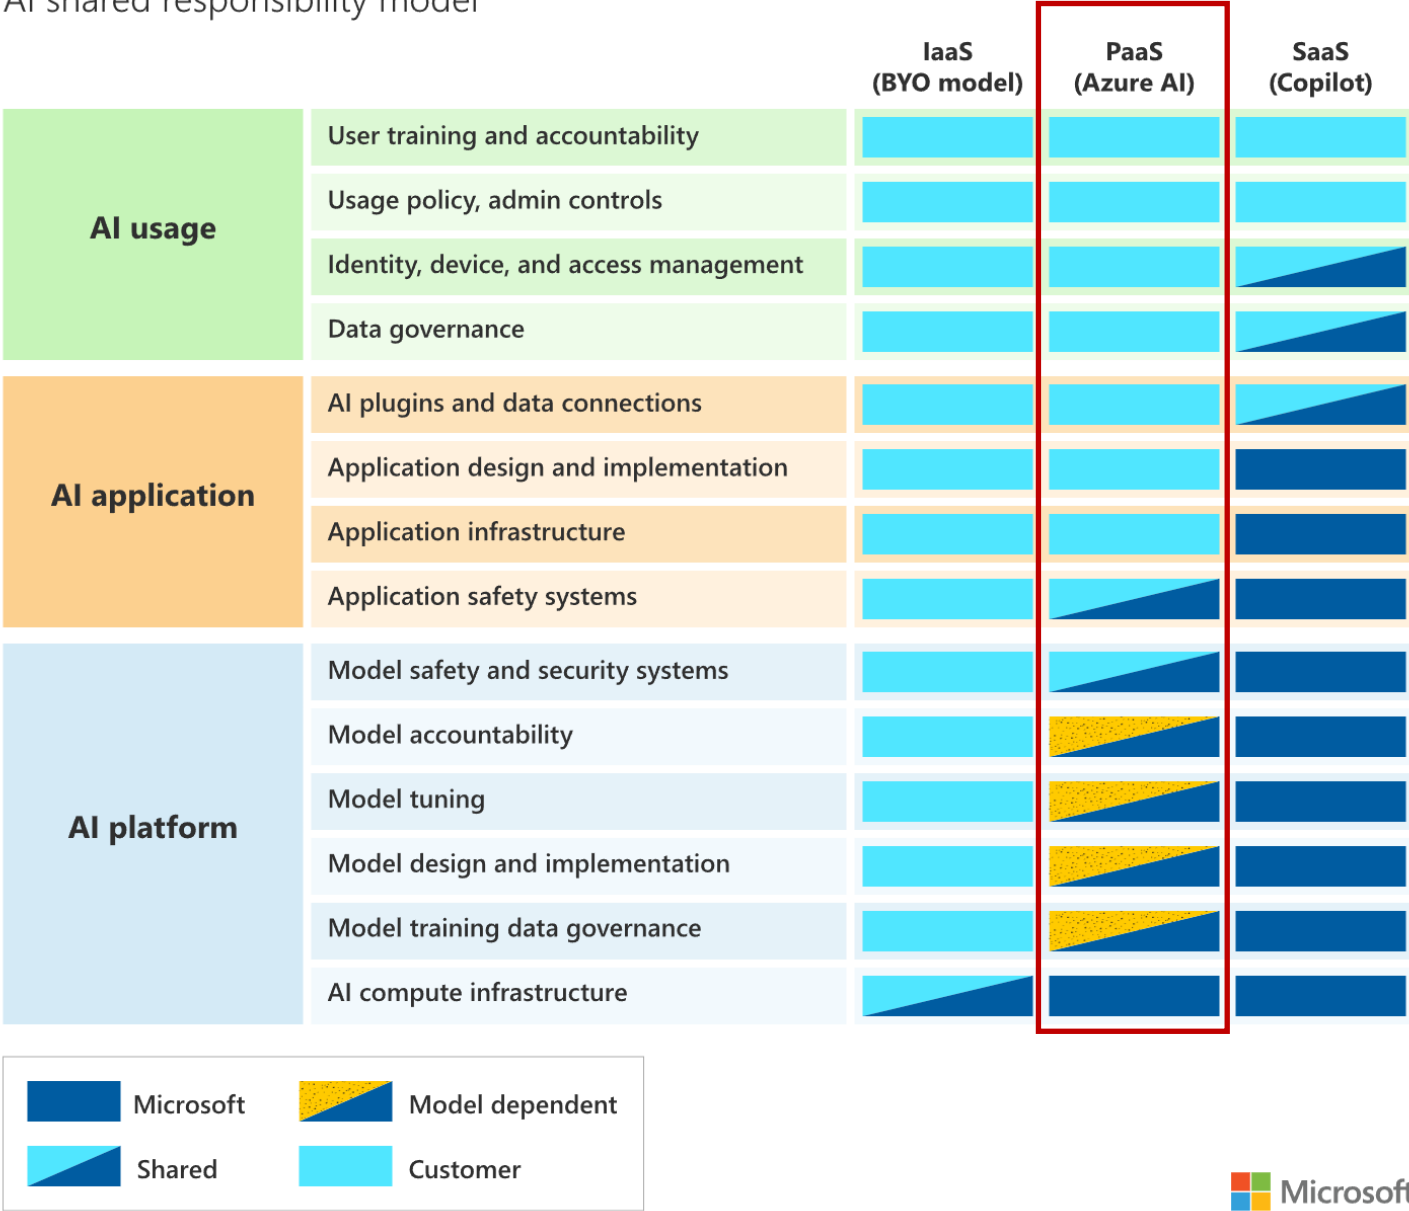 AI shared responsibility model
IaaS
(BYO model)
PaaS
(Azure AI)
SaaS
(Copilot)
AI usage
User training and accountability
Usage policy, admin controls
Identity, device, and access management
Data governance
AI application
AI plugins and data connections
Application design and implementation
Application infrastructure
Application safety systems
AI platform
Model safety and security systems
Model accountability
Model tuning
Model design and implementation
Model training data governance
AI compute infrastructure
Microsoft
Model dependent
Shared
Customer
Microsoft